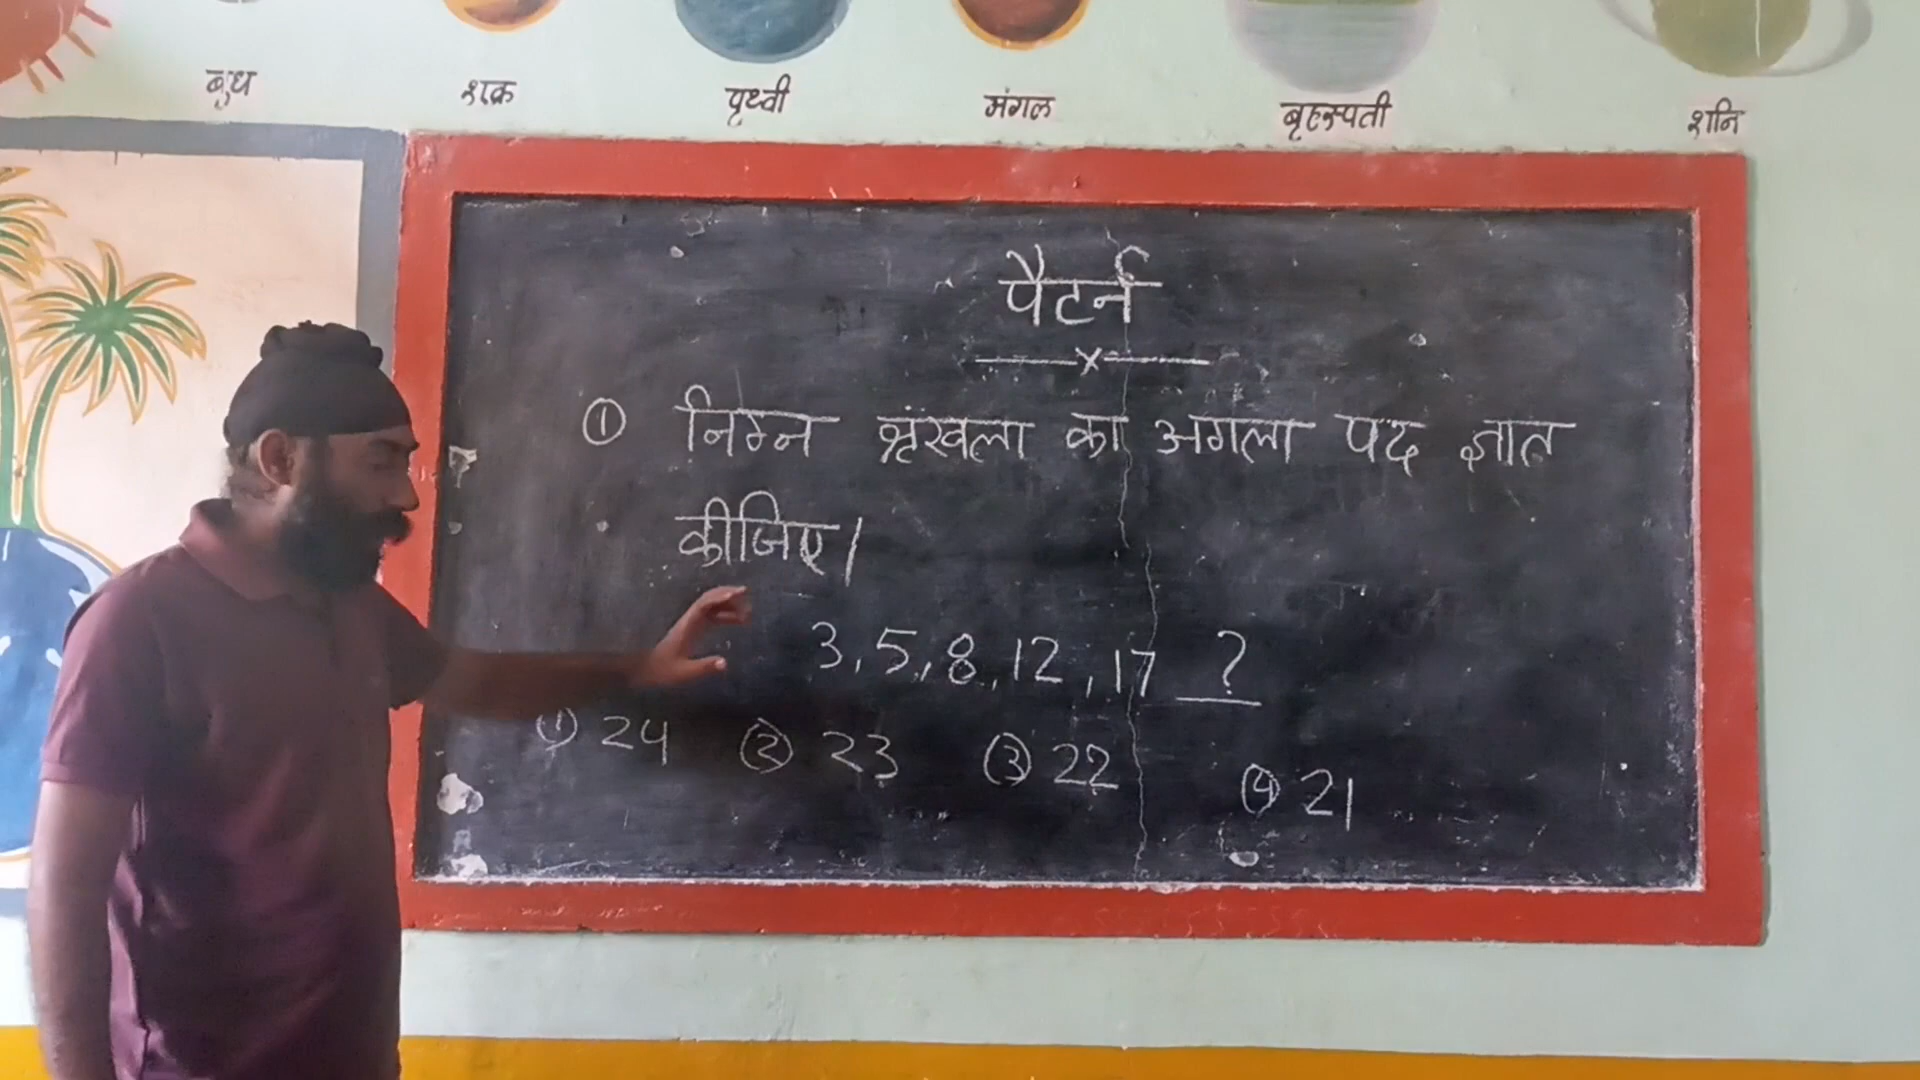 बुध शुक्र पृथ्वी मंगल बृहस्पती शनि
पैटर्न
① निम्न श्रृंखला का अगला पद ज्ञात
कीजिए।
3, 5, 8, 12, 17 ?
① 24 ② 23 ③ 22 ④ 21